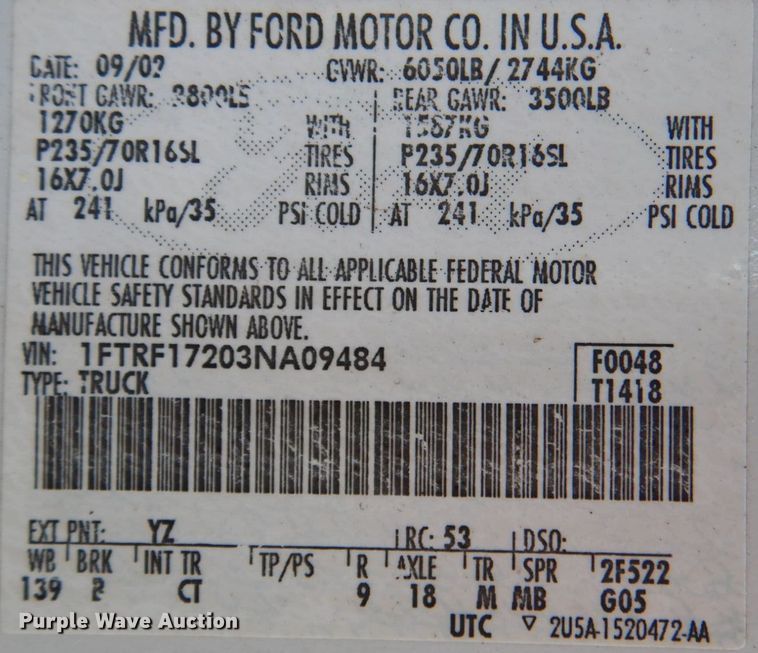 MFD. BY FORD MOTOR CO. IN U.S.A.
DATE: 09/02 GVWR: 6050LB/ 2744KG
FRONT GAWR: 2800LB REAR GAWR: 3500LB
1270KG WITH 1587KG WITH
P235/70R16SL TIRES P235/70R16SL TIRES
16X7.0J RIMS 16X7.0J RIMS
AT 241 kPa/35 PSI COLD AT 241 kPa/35 PSI COLD
THIS VEHICLE CONFORMS TO ALL APPLICABLE FEDERAL MOTOR
VEHICLE SAFETY STANDARDS IN EFFECT ON THE DATE OF
MANUFACTURE SHOWN ABOVE.
VIN: 1FTRF17203NA09484 F0048
TYPE: TRUCK T1418
EXT PNT: YZ RC: 53 DSO:
WB BRK INT TR TP/PS R AXLE TR SPR 2F522
139 CT 9 18 M MB G05
UTC 2U5A-1520472-AA
Purple Wave Auction